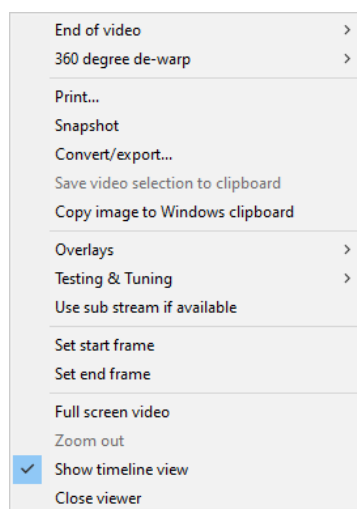 End of video
360 degree de-warp
Print...
Snapshot
Convert/export...
Save video selection to clipboard
Copy image to Windows clipboard
Overlays
Testing & Tuning
Use sub stream if available
Set start frame
Set end frame
Full screen video
Zoom out
Show timeline view
Close viewer